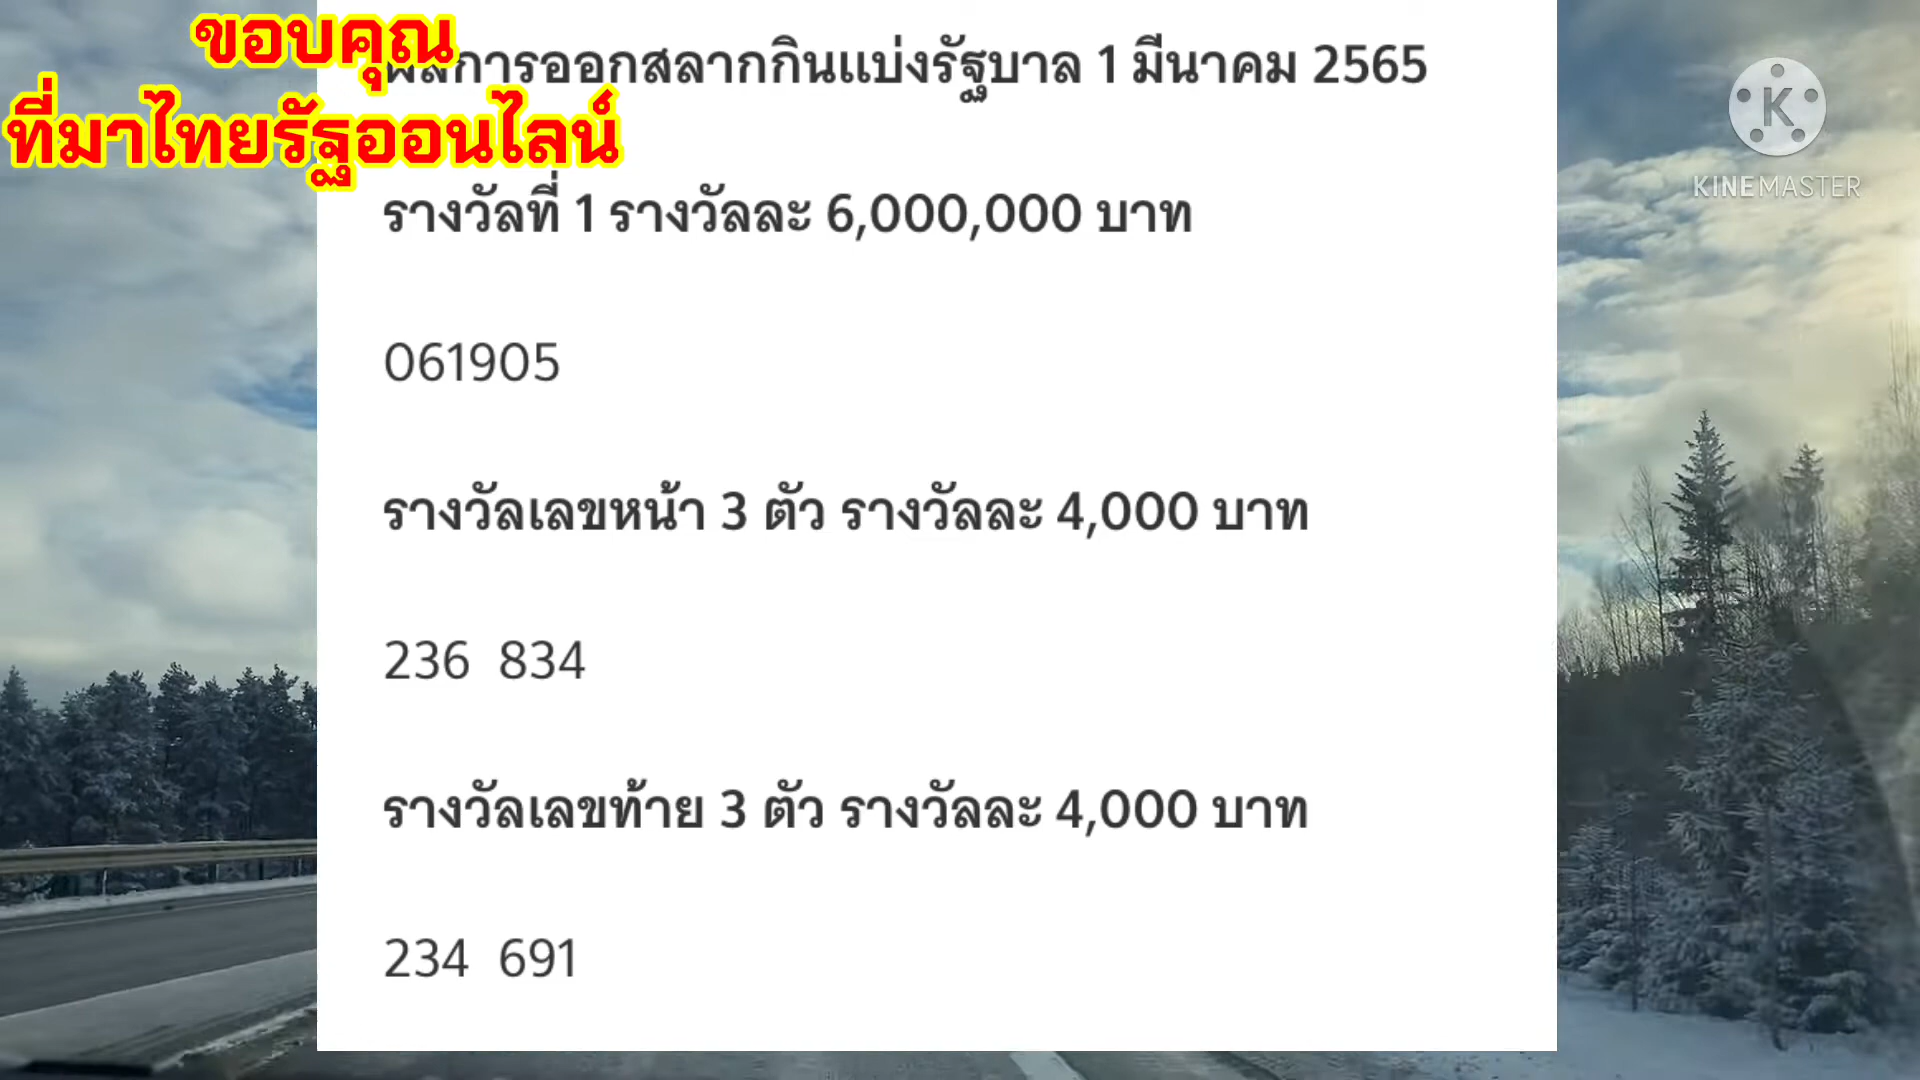 ขอบคุณ
ที่มาไทยรัฐออนไลน์
ผลการออกสลากกินแบ่งรัฐบาล 1 มีนาคม 2565
K
KINEMASTER
รางวัลที่ 1 รางวัลละ 6,000,000 บาท
061905
รางวัลเลขหน้า 3 ตัว รางวัลละ 4,000 บาท
236 834
รางวัลเลขท้าย 3 ตัว รางวัลละ 4,000 บาท
234 691